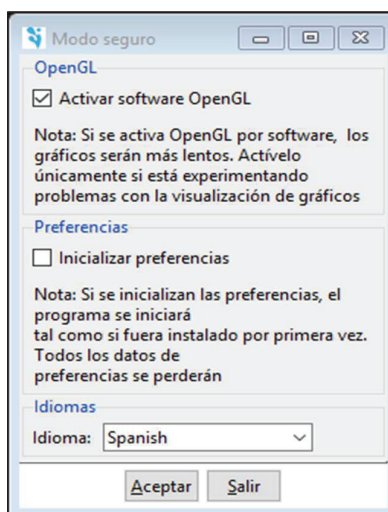 Modo seguro
OpenGL
Activar software OpenGL
Nota: Si se activa OpenGL por software, los
gráficos serán más lentos. Actívelo
únicamente si está experimentando
problemas con la visualización de gráficos
Preferencias
Inicializar preferencias
Nota: Si se inicializan las preferencias, el
programa se iniciará
tal como si fuera instalado por primera vez.
Todos los datos de
preferencias se perderán
Idiomas
Idioma: Spanish
Aceptar Salir